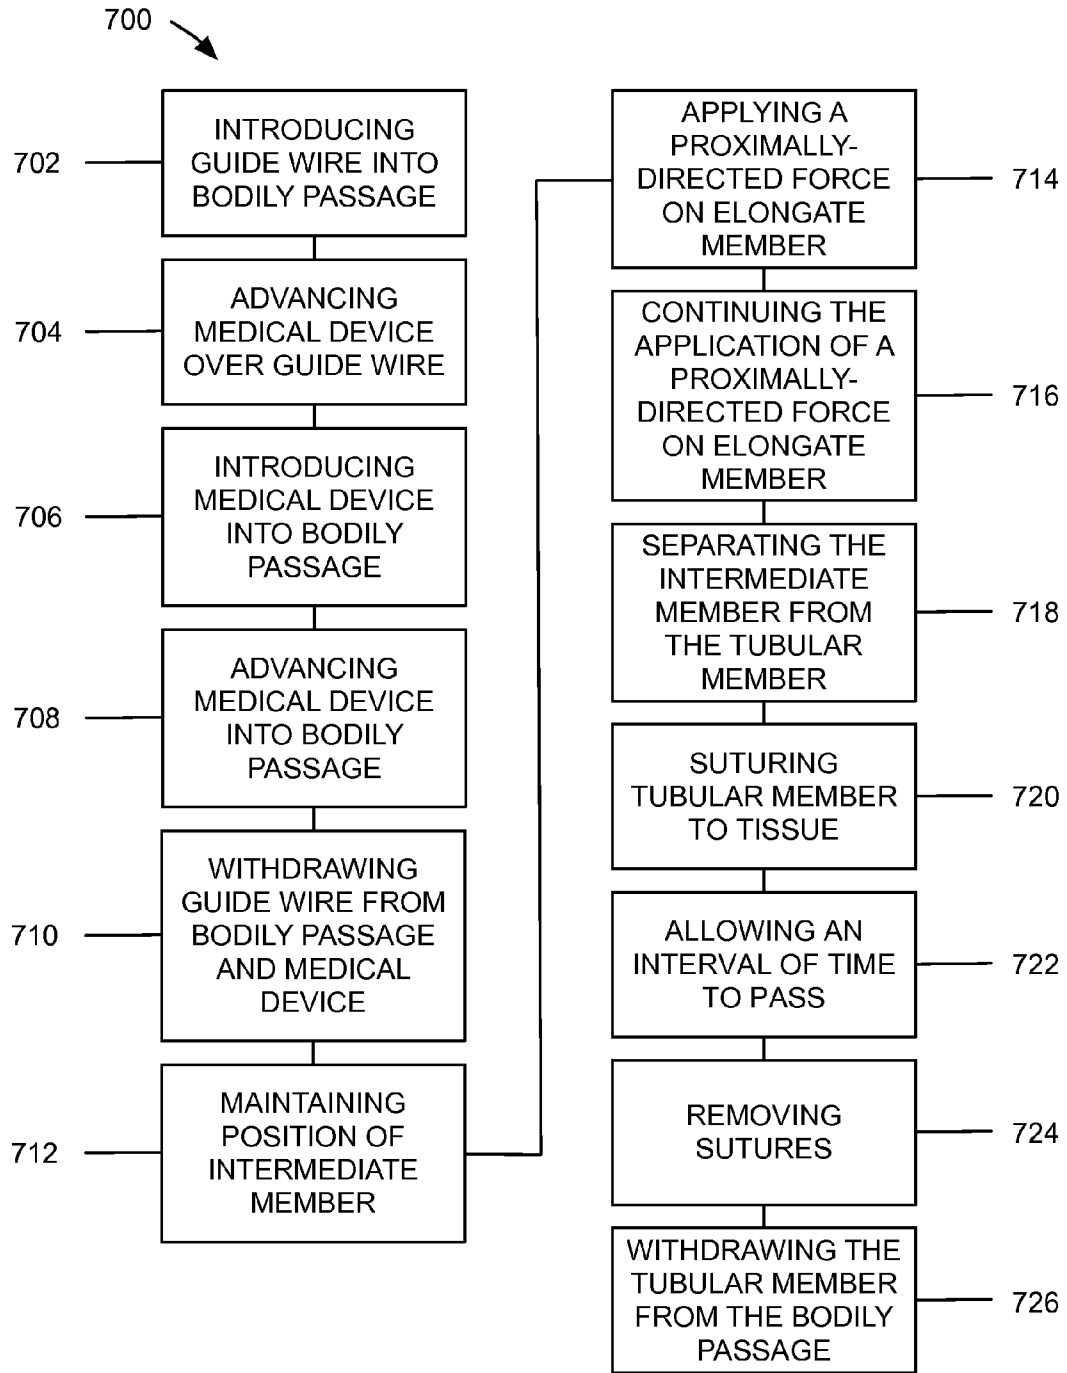 700
702
INTRODUCING
GUIDE WIRE INTO
BODILY PASSAGE
704
ADVANCING
MEDICAL DEVICE
OVER GUIDE WIRE
706
INTRODUCING
MEDICAL DEVICE
INTO BODILY
PASSAGE
708
ADVANCING
MEDICAL DEVICE
INTO BODILY
PASSAGE
710
WITHDRAWING
GUIDE WIRE FROM
BODILY PASSAGE
AND MEDICAL
DEVICE
712
MAINTAINING
POSITION OF
INTERMEDIATE
MEMBER
APPLYING A
PROXIMALLY-
DIRECTED FORCE
ON ELONGATE
MEMBER
714
CONTINUING THE
APPLICATION OF A
PROXIMALLY-
DIRECTED FORCE
ON ELONGATE
MEMBER
716
SEPARATING THE
INTERMEDIATE
MEMBER FROM
THE TUBULAR
MEMBER
718
SUTURING
TUBULAR MEMBER
TO TISSUE
720
ALLOWING AN
INTERVAL OF TIME
TO PASS
722
REMOVING
SUTURES
724
WITHDRAWING THE
TUBULAR MEMBER
FROM THE BODILY
PASSAGE
726